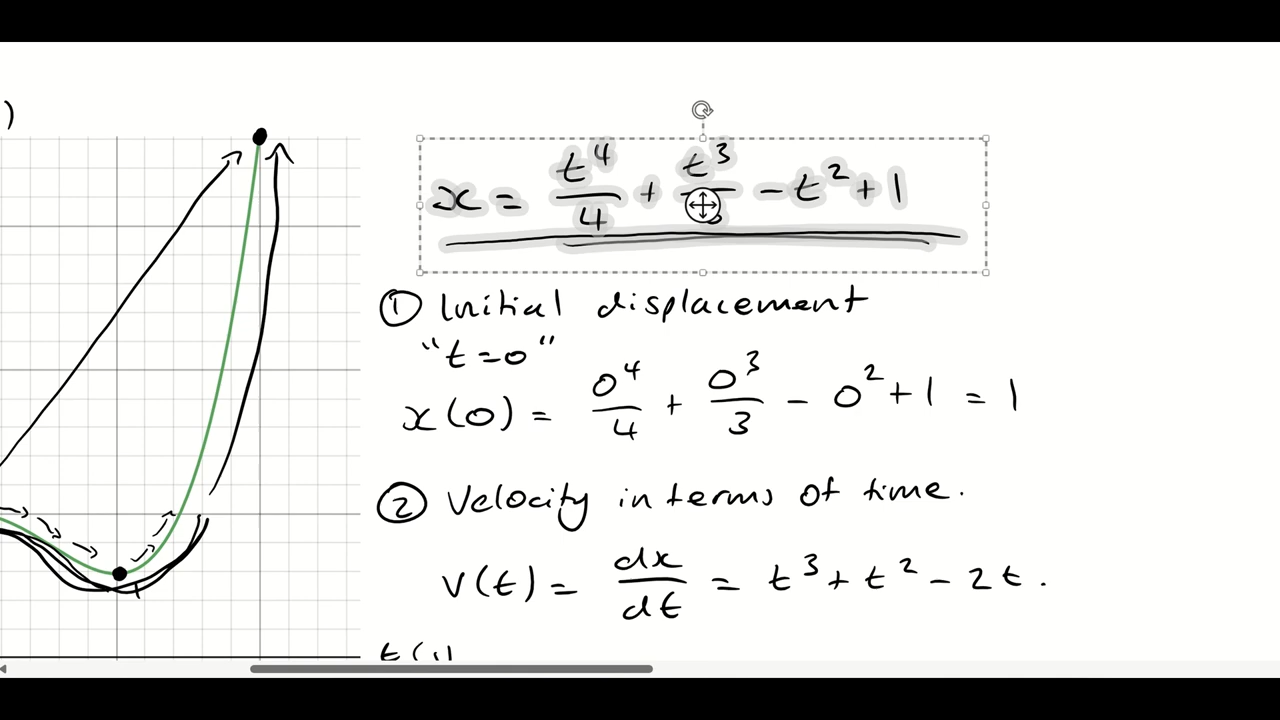 )
x = t⁴/4 + t³/3 - t² + 1
① Initial displacement
"t=0"
x(0) = 0⁴/4 + 0³/3 - 0² + 1 = 1
② Velocity in terms of time.
v(t) = dx/dt = t³ + t² - 2t.